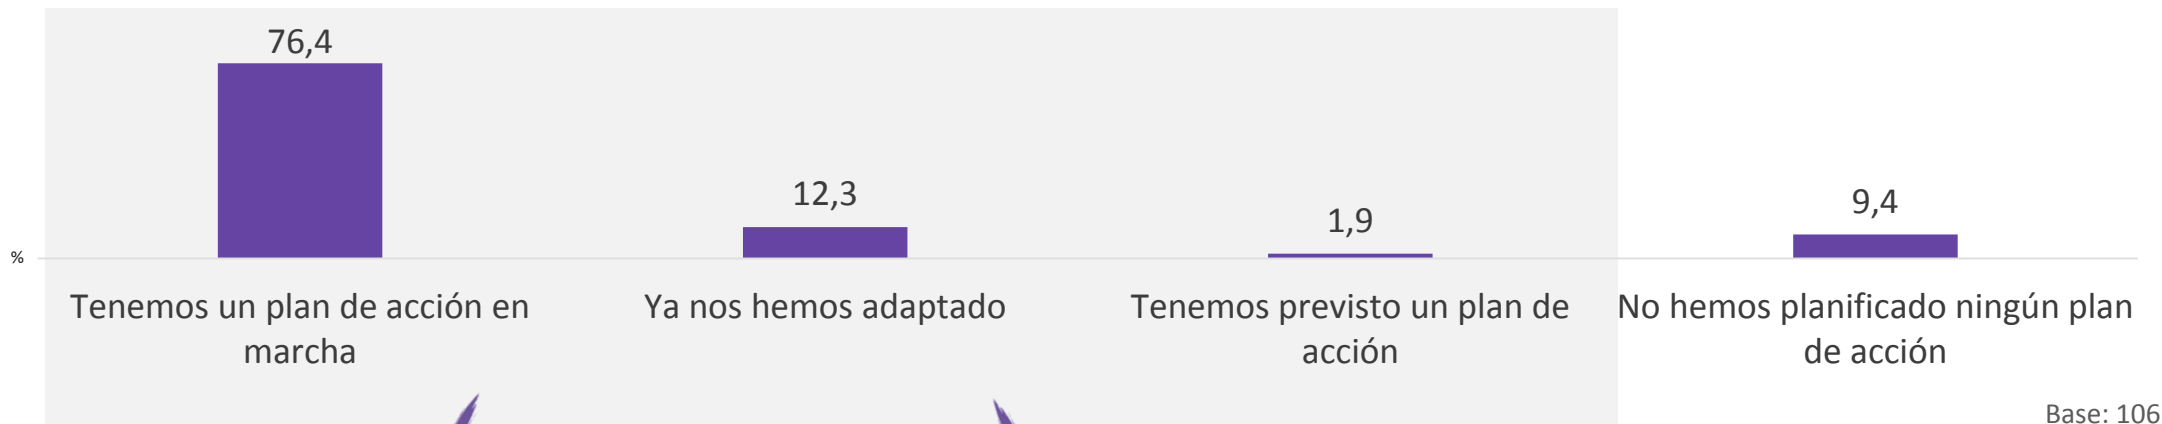 76,4
12,3
1,9
9,4
%
Tenemos un plan de acción en
marcha
Ya nos hemos adaptado
Tenemos previsto un plan de
acción
No hemos planificado ningún plan
de acción
Base: 106